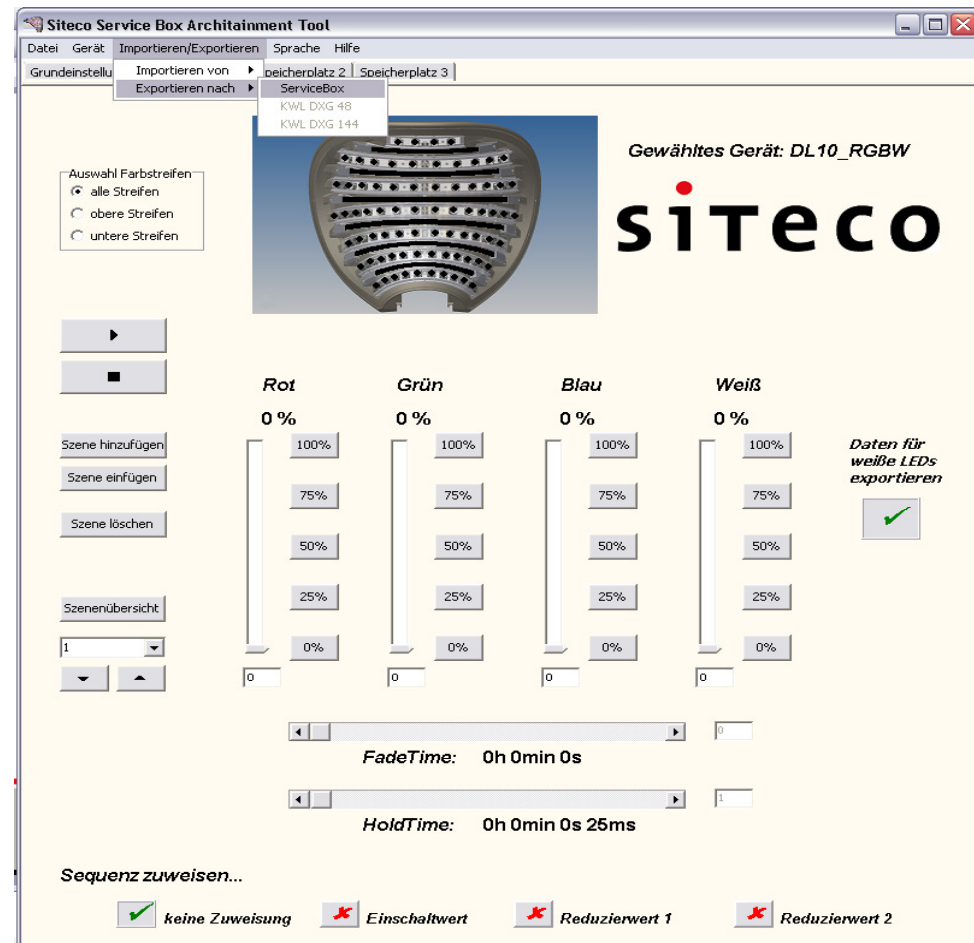 Siteco Service Box Architainment Tool
Datei Gerät Importieren/Exportieren Sprache Hilfe
Grundeinstellu Importieren von peicherplatz 2 Speicherplatz 3
Exportieren nach ServiceBox
KWL DXG 48
KWL DXG 144
Gewähltes Gerät: DL10_RGBW
siteco
Auswahl Farbstreifen
alle Streifen
obere Streifen
untere Streifen
Rot Grün Blau Weiß
0 % 0 % 0 % 0 %
Szene hinzufügen 100% 100% 100% 100%
Szene einfügen 75% 75% 75% 75%
Szene löschen 50% 50% 50% 50%
Szenenübersicht 25% 25% 25% 25%
1 0% 0% 0% 0%
0 0 0 0
Daten für
weiße LEDs
exportieren
0
FadeTime: 0h 0min 0s
1
HoldTime: 0h 0min 0s 25ms
Sequenz zuweisen...
keine Zuweisung Einschaltwert Reduzierwert 1 Reduzierwert 2